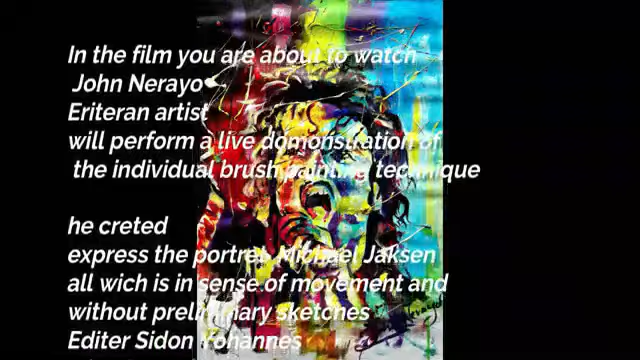 In the film you are about to watch
John Nerayo
Eriteran artist
will perform a live domonstration of
the individual brush painting technique
he creted
express the portret Michael Jaksen
all wich is in sense of movement and
without preliminary sketches
Editer Sidon Yohannes